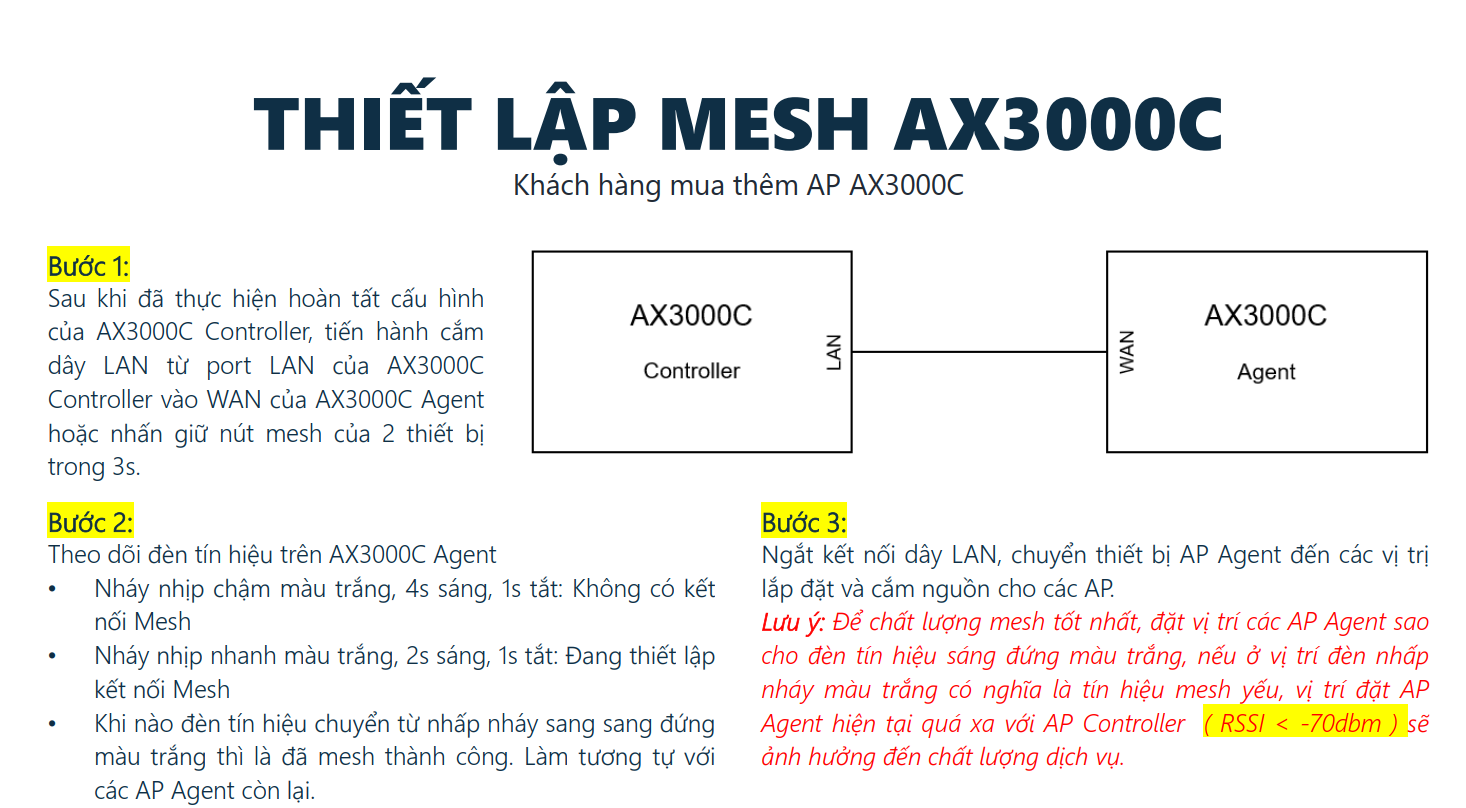 THIẾT LẬP MESH AX3000C
Khách hàng mua thêm AP AX3000C
Bước 1:
Sau khi đã thực hiện hoàn tất cấu hình
của AX3000C Controller, tiến hành cắm
dây LAN từ port LAN của AX3000C
Controller vào WAN của AX3000C Agent
hoặc nhấn giữ nút mesh của 2 thiết bị
trong 3s.
AX3000C
Controller
LAN
WAN
AX3000C
Agent
Bước 2:
Theo dõi đèn tín hiệu trên AX3000C Agent
• Nháy nhịp chậm màu trắng, 4s sáng, 1s tắt: Không có kết
nối Mesh
• Nháy nhịp nhanh màu trắng, 2s sáng, 1s tắt: Đang thiết lập
kết nối Mesh
• Khi nào đèn tín hiệu chuyển từ nhấp nháy sang sang đứng
màu trắng thì là đã mesh thành công. Làm tương tự với
các AP Agent còn lại.
Bước 3:
Ngắt kết nối dây LAN, chuyển thiết bị AP Agent đến các vị trị
lắp đặt và cắm nguồn cho các AP.
Lưu ý: Để chất lượng mesh tốt nhất, đặt vị trí các AP Agent sao
cho đèn tín hiệu sáng đứng màu trắng, nếu ở vị trí đèn nhấp
nháy màu trắng có nghĩa là tín hiệu mesh yếu, vị trí đặt AP
Agent hiện tại quá xa với AP Controller ( RSSI < -70dbm ) sẽ
ảnh hưởng đến chất lượng dịch vụ.